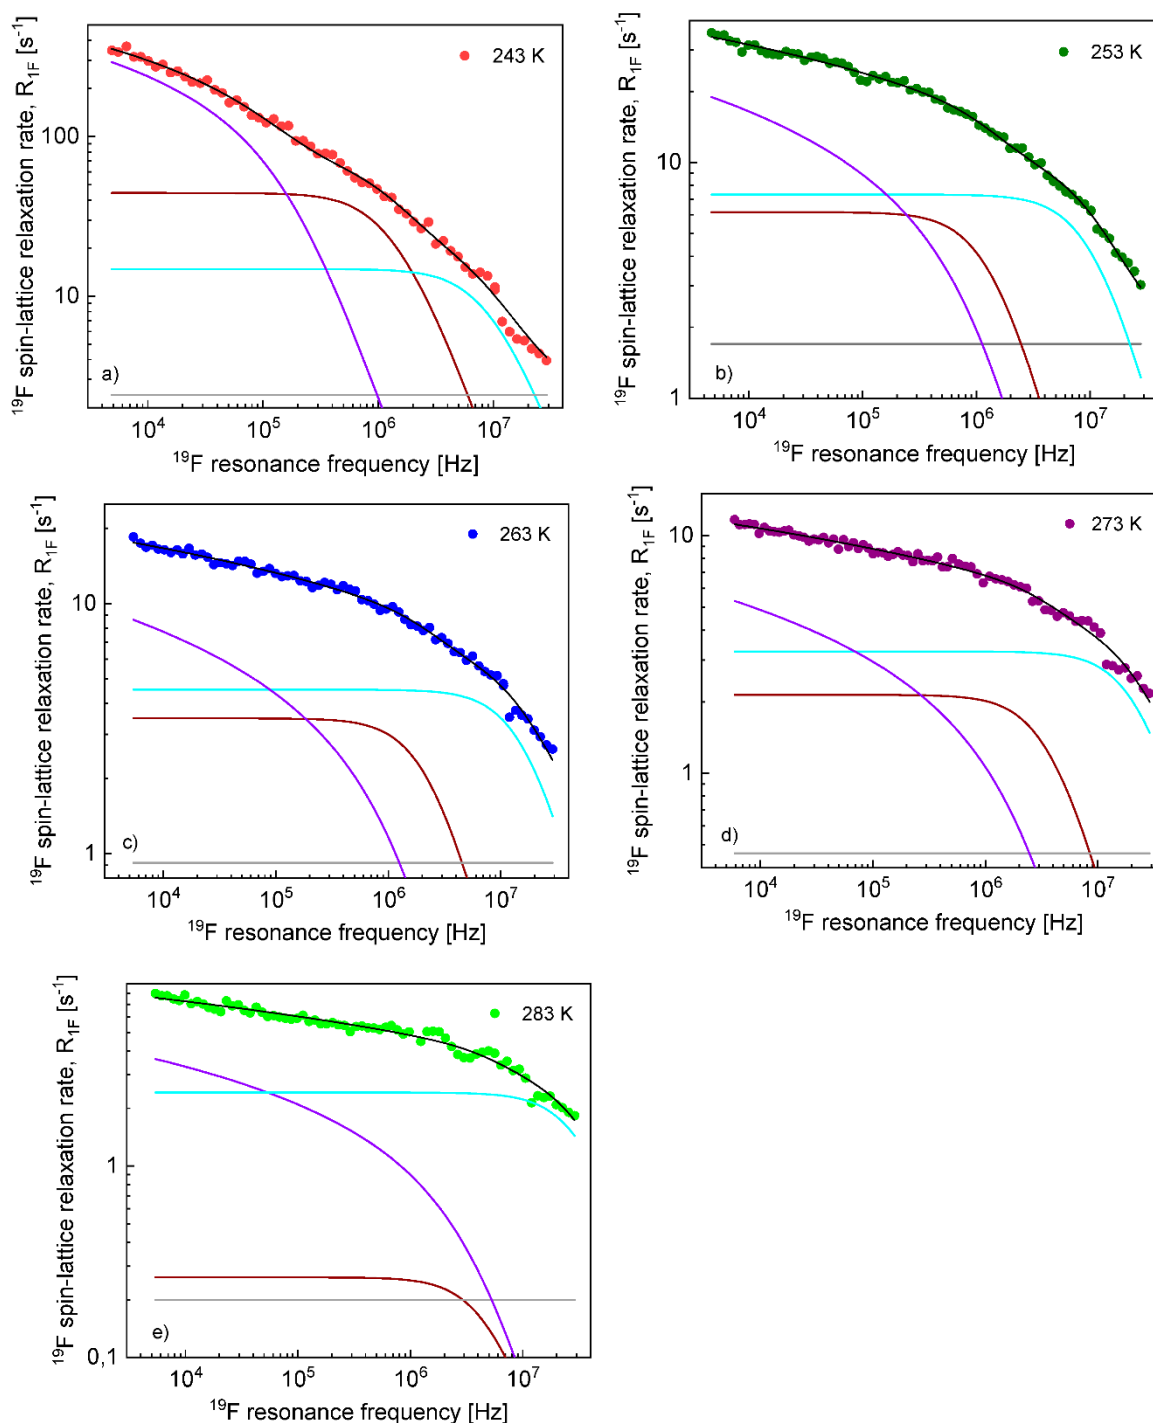 ¹⁹F spin-lattice relaxation rate, R₁F [s⁻¹]
100
10
243 K
a)
10⁴ 10⁵ 10⁶ 10⁷
¹⁹F resonance frequency [Hz]
¹⁹F spin-lattice relaxation rate, R₁F [s⁻¹]
10
1
253 K
b)
10⁴ 10⁵ 10⁶ 10⁷
¹⁹F resonance frequency [Hz]
¹⁹F spin-lattice relaxation rate, R₁F [s⁻¹]
10
1
263 K
c)
10⁴ 10⁵ 10⁶ 10⁷
¹⁹F resonance frequency [Hz]
¹⁹F spin-lattice relaxation rate, R₁F [s⁻¹]
10
1
273 K
d)
10⁴ 10⁵ 10⁶ 10⁷
¹⁹F resonance frequency [Hz]
¹⁹F spin-lattice relaxation rate, R₁F [s⁻¹]
1
0,1
283 K
e)
10⁴ 10⁵ 10⁶ 10⁷
¹⁹F resonance frequency [Hz]